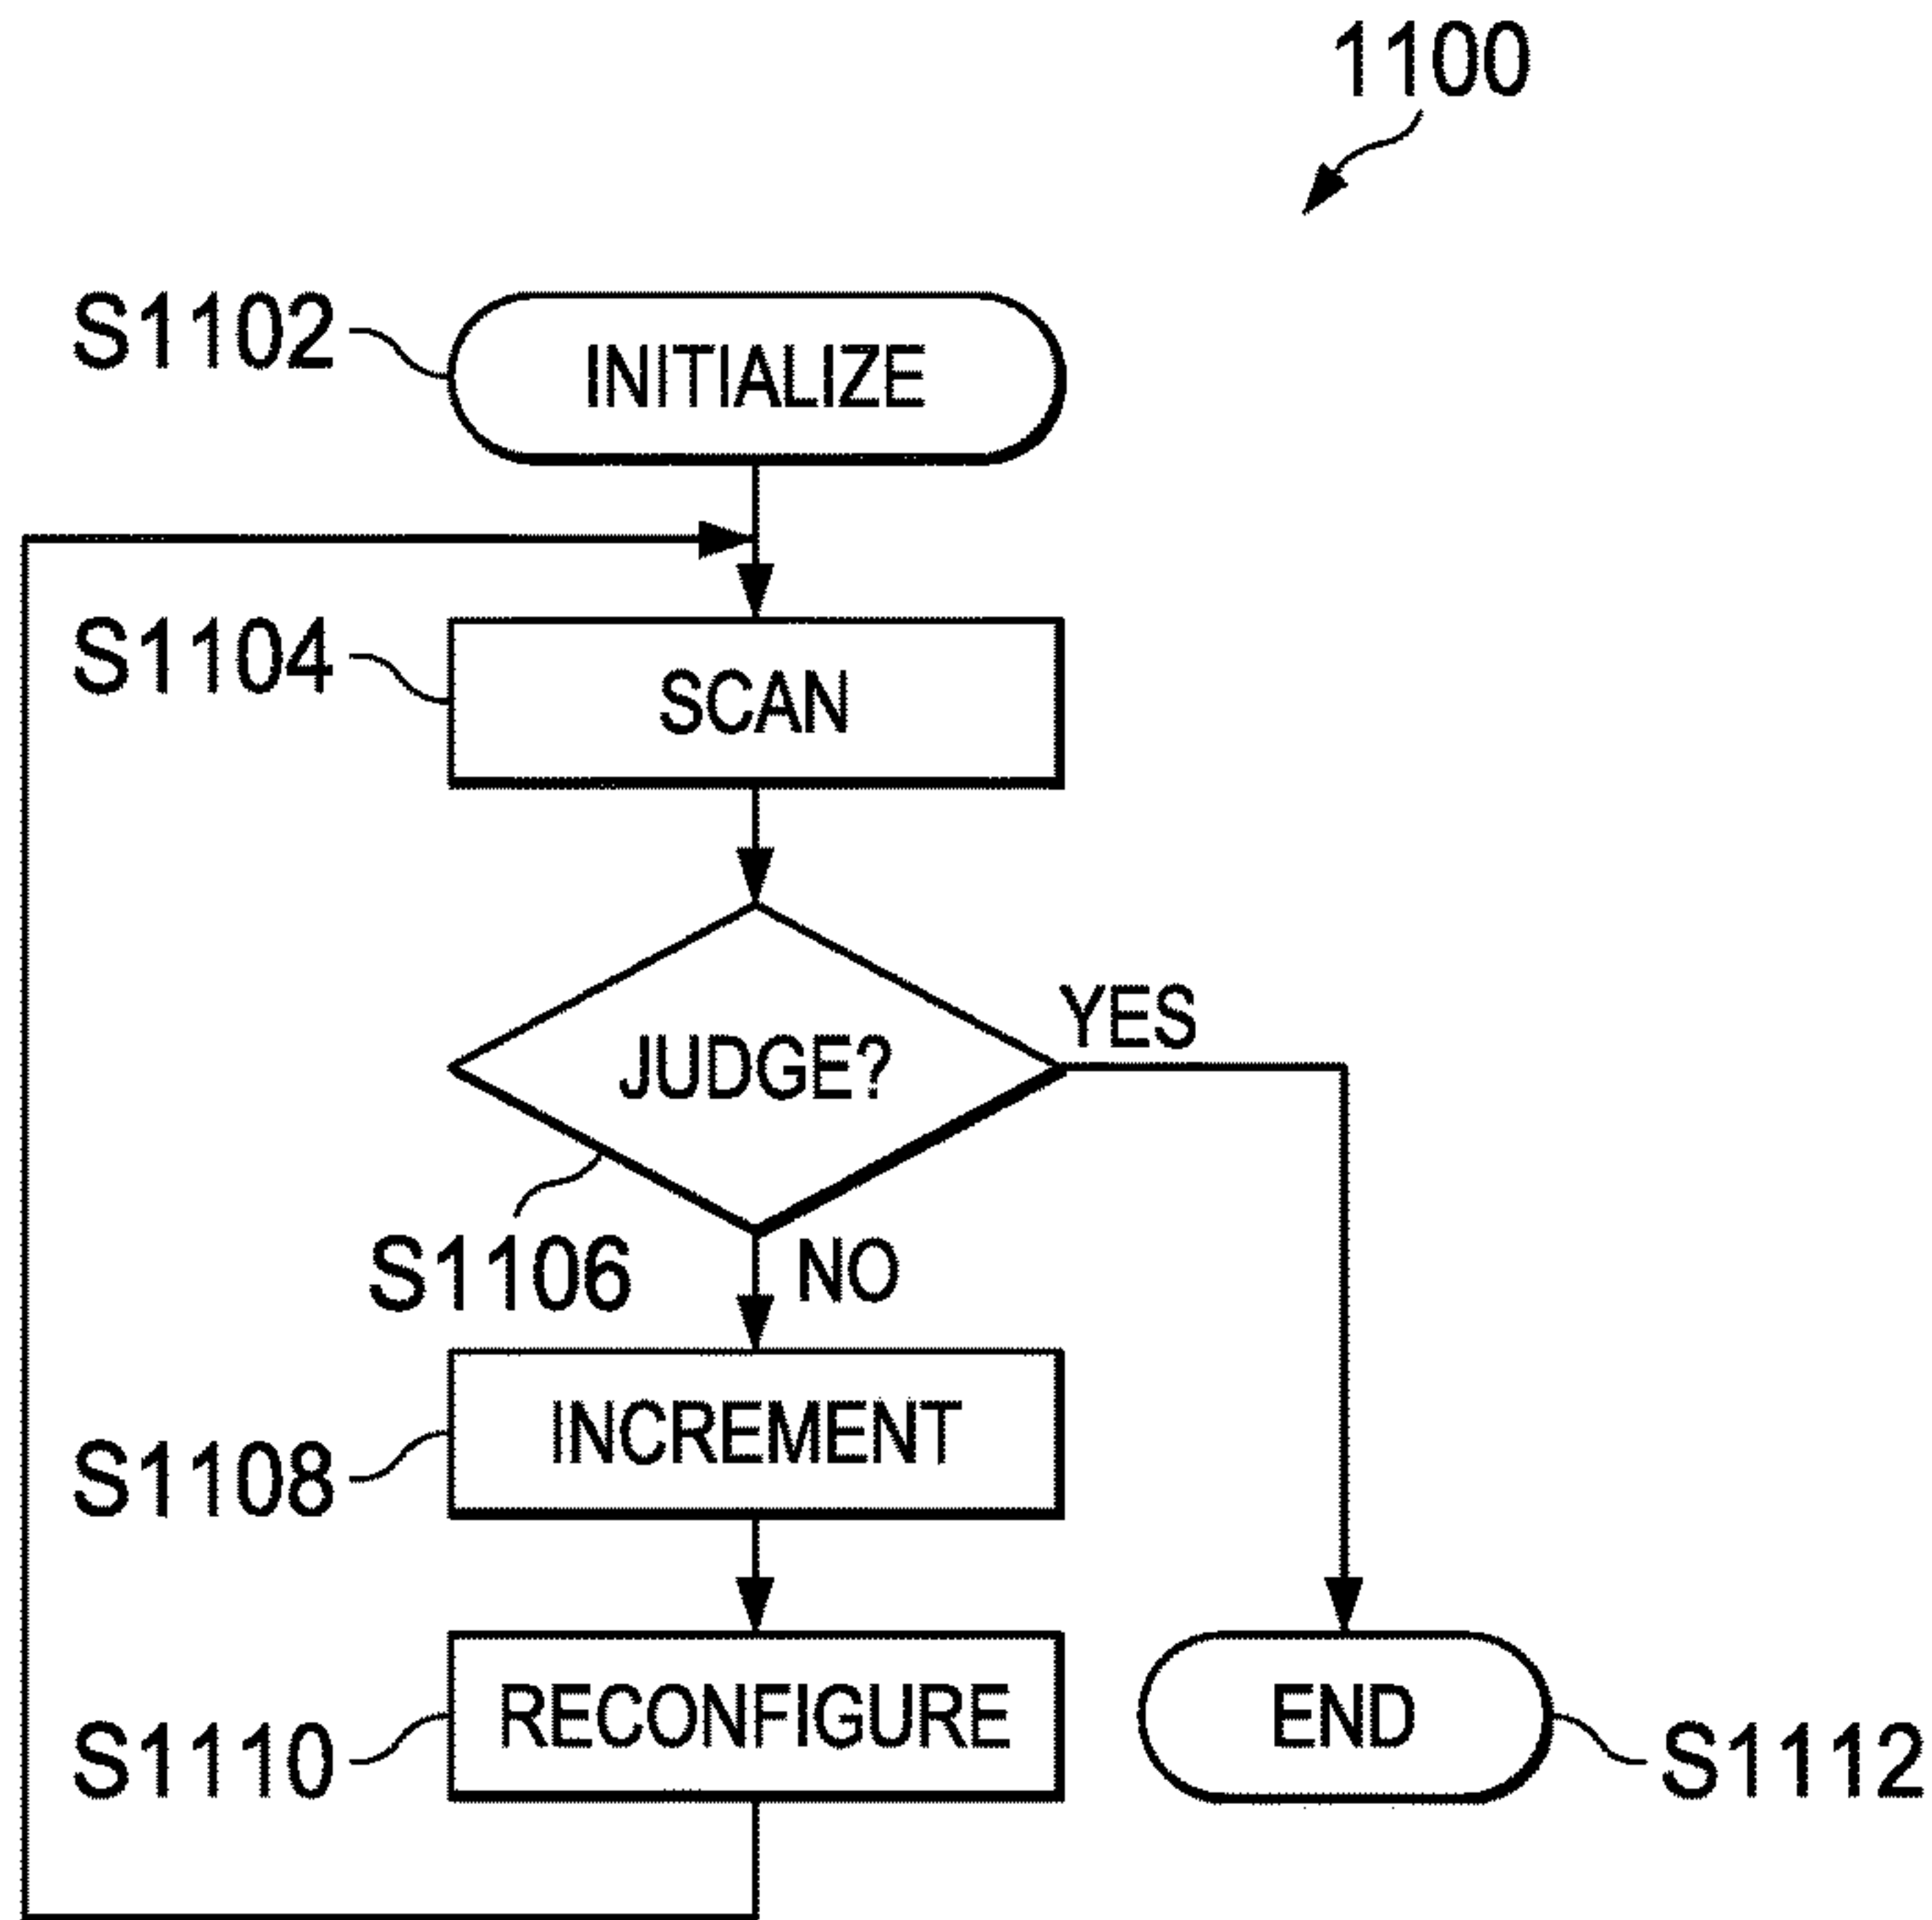 1100
S1102
INITIALIZE
S1104
SCAN
JUDGE?
YES
S1106
NO
INCREMENT
S1108
RECONFIGURE
S1110
END
S1112